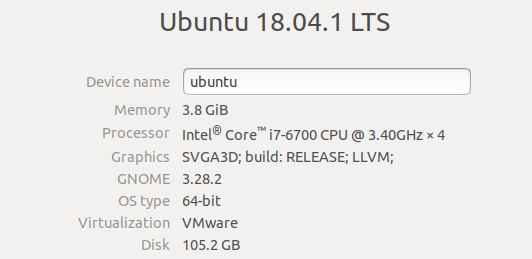 Ubuntu 18.04.1 LTS
Device name ubuntu
Memory 3.8 GiB
Processor Intel® Core™ i7-6700 CPU @ 3.40GHz × 4
Graphics SVGA3D; build: RELEASE; LLVM;
GNOME 3.28.2
OS type 64-bit
Virtualization VMware
Disk 105.2 GB